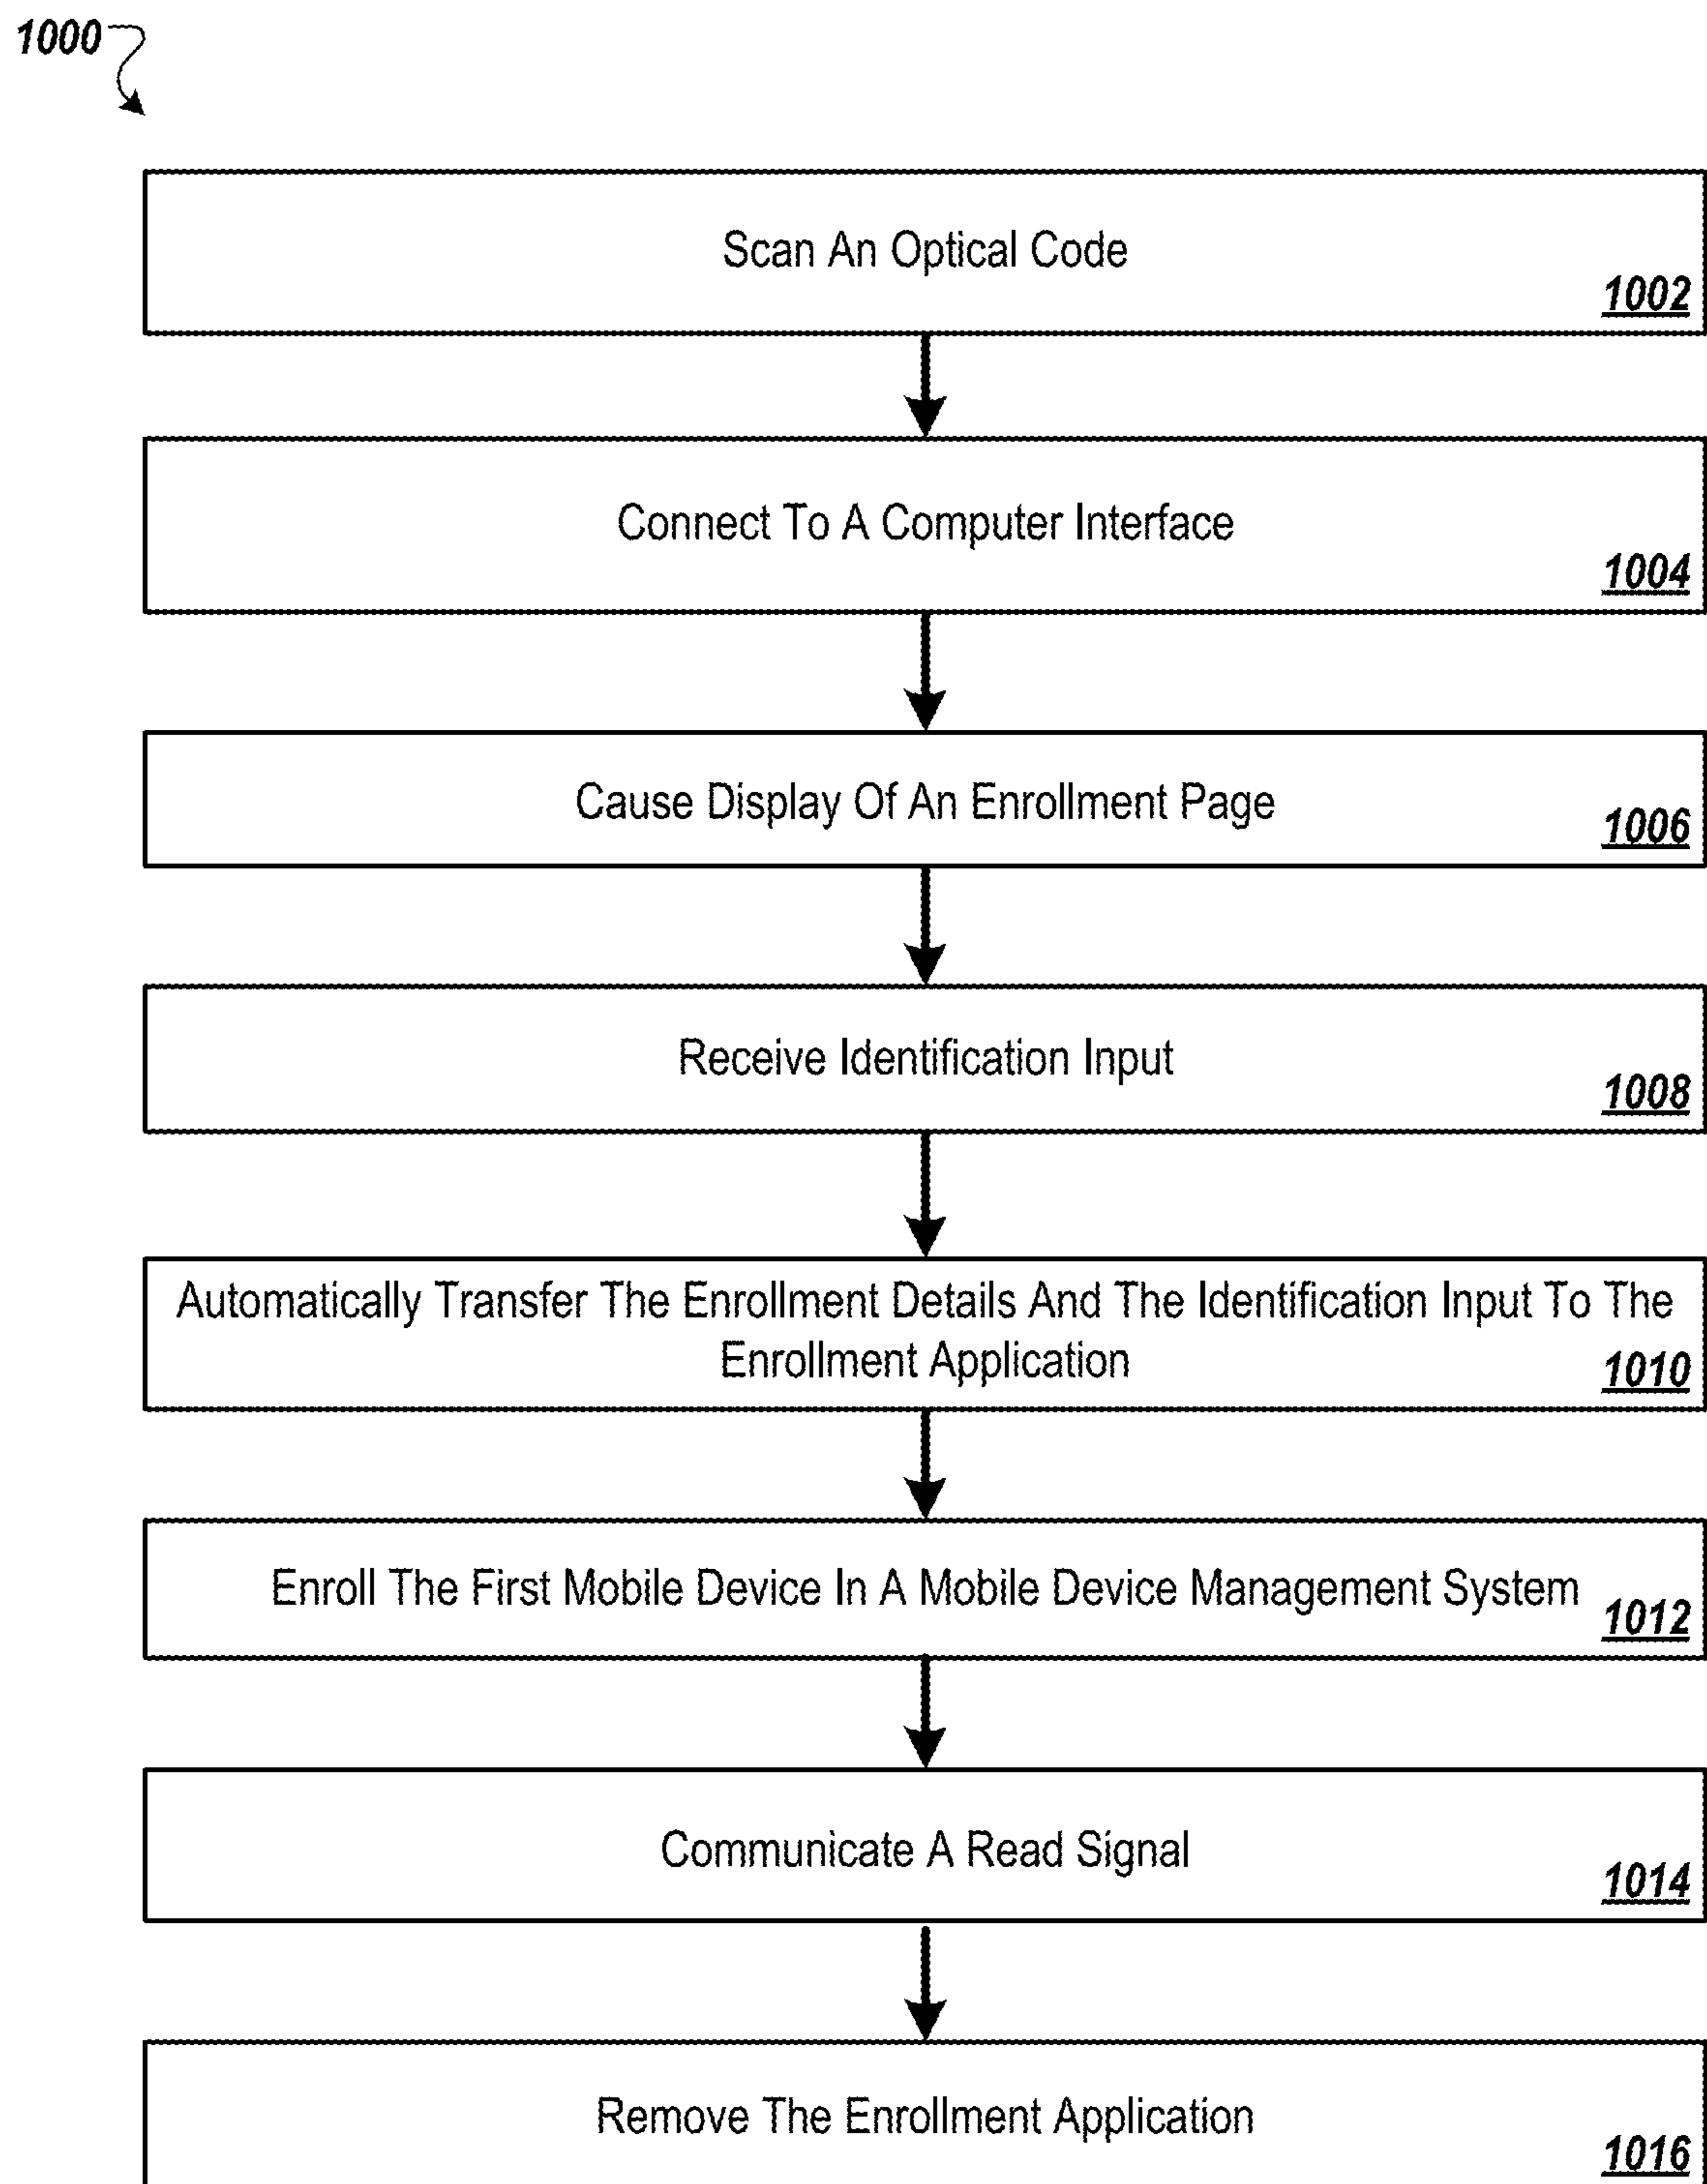 1000
Scan An Optical Code
1002
Connect To A Computer Interface
1004
Cause Display Of An Enrollment Page
1006
Receive Identification Input
1008
Automatically Transfer The Enrollment Details And The Identification Input To The
Enrollment Application
1010
Enroll The First Mobile Device In A Mobile Device Management System
1012
Communicate A Read Signal
1014
Remove The Enrollment Application
1016